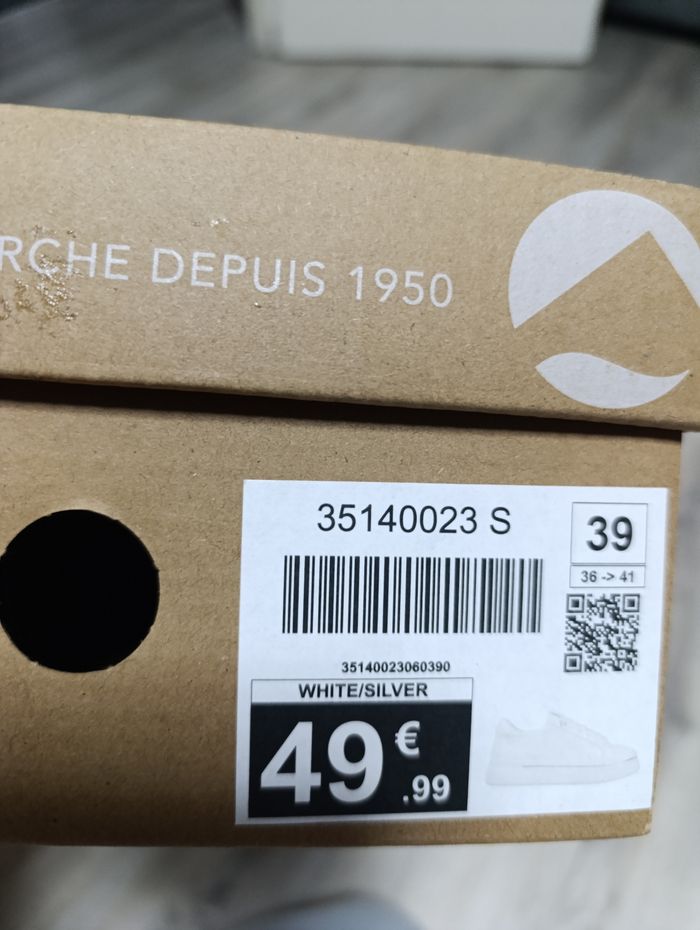 RCHE DEPUIS 1950
35140023 S
39
36 -> 41
35140023060390
WHITE/SILVER
49 €
.99